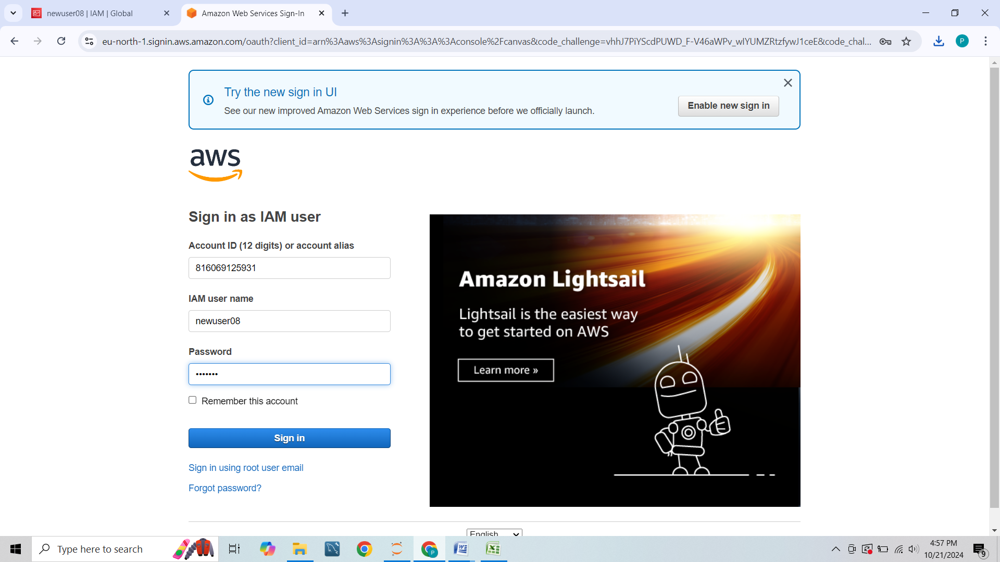 newuser08 | IAM | Global
Amazon Web Services Sign-In
eu-north-1.signin.aws.amazon.com/oauth?client_id=arn%3Aaws%3Asignin%3A%3A%3Aconsole%2Fcanvas&code_challenge=vhhJ7PiYScdPUWD_F-V46aWPv_wIYUMZRtzfywJ1ceE&code_chal...
P
Try the new sign in UI
See our new improved Amazon Web Services sign in experience before we officially launch.
Enable new sign in
aws
Sign in as IAM user
Account ID (12 digits) or account alias
816069125931
IAM user name
newuser08
Password
•••••••
Remember this account
Sign in
Sign in using root user email
Forgot password?
Amazon Lightsail
Lightsail is the easiest way
to get started on AWS
Learn more »
English
Type here to search
P
4:57 PM
10/21/2024
9